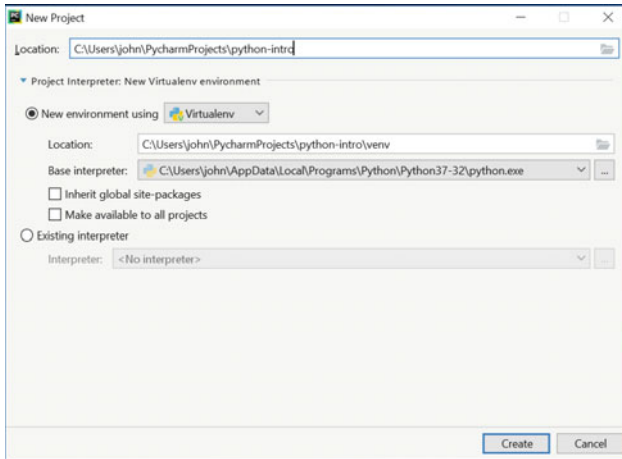 New Project
Location: C:\Users\john\PycharmProjects\python-intro
Project Interpreter: New Virtualenv environment
New environment using Virtualenv
Location: C:\Users\john\PycharmProjects\python-intro\venv
Base interpreter: C:\Users\john\AppData\Local\Programs\Python\Python37-32\python.exe ...
Inherit global site-packages
Make available to all projects
Existing interpreter
Interpreter: <No interpreter> ...
Create Cancel